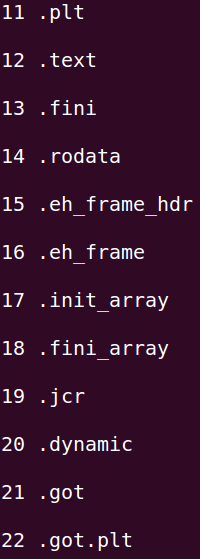 11 .plt
12 .text
13 .fini
14 .rodata
15 .eh_frame_hdr
16 .eh_frame
17 .init_array
18 .fini_array
19 .jcr
20 .dynamic
21 .got
22 .got.plt